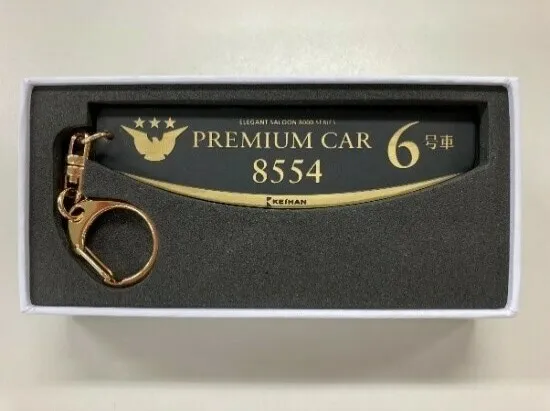 ELEGANT SALOON 8000 SERIES
PREMIUM CAR 6号車
8554
KEIHAN